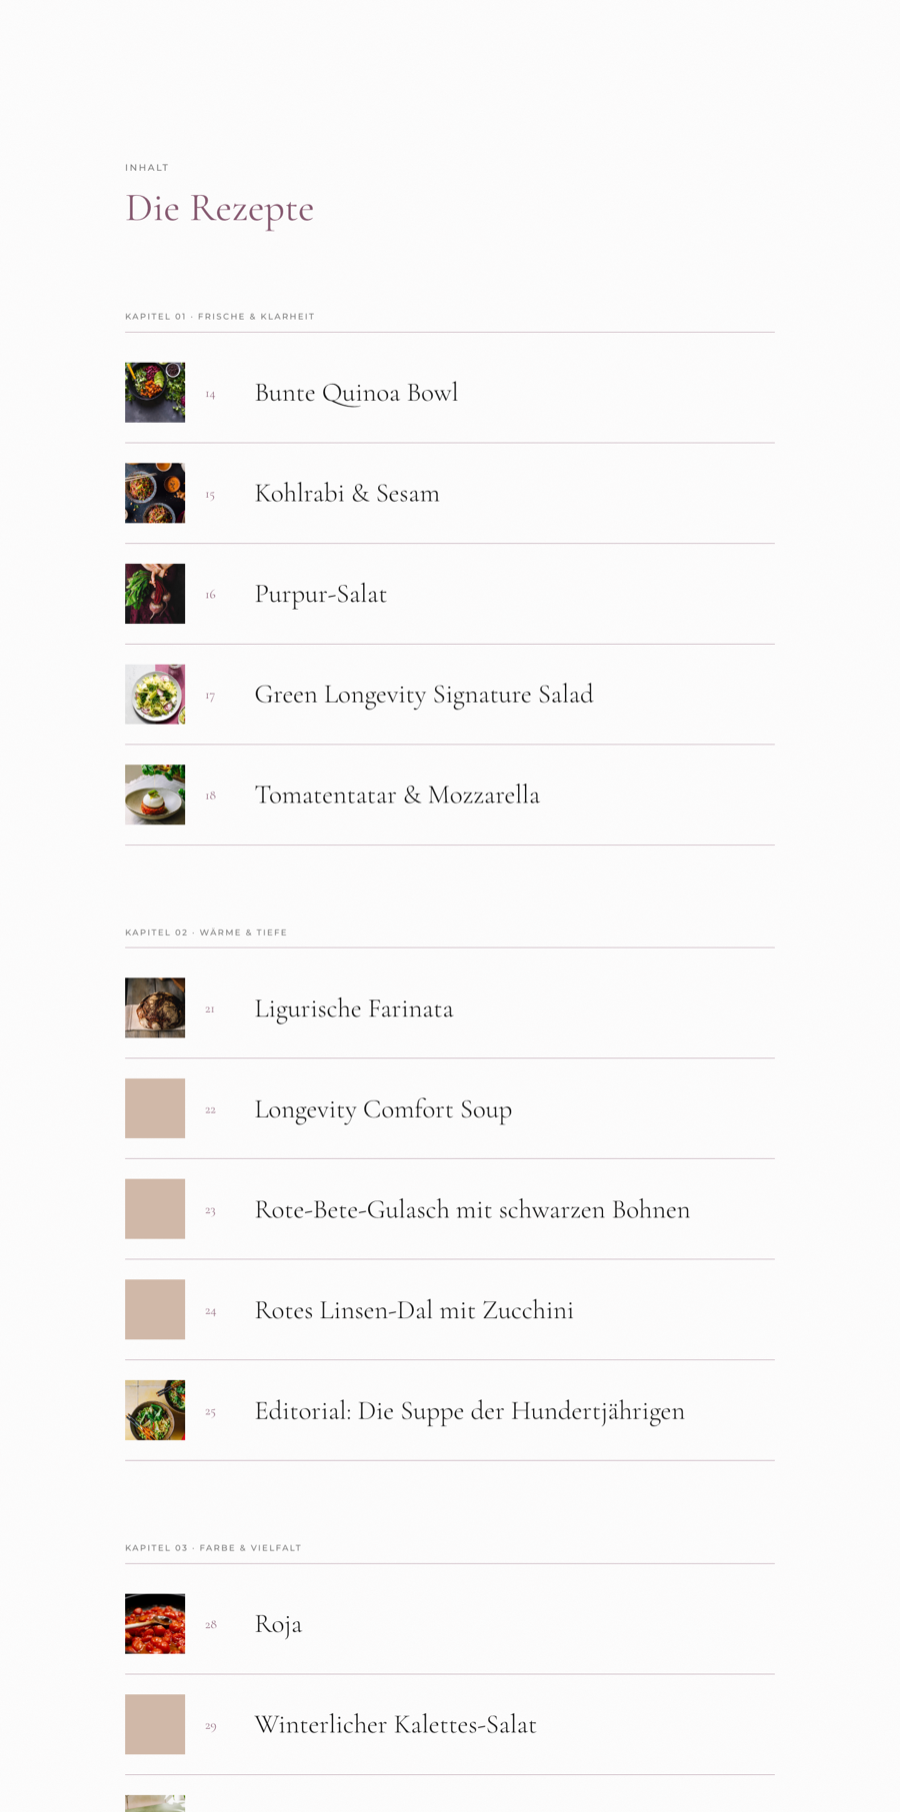 INHALT
Die Rezepte
KAPITEL 01 · FRISCHE & KLARHEIT
14 Bunte Quinoa Bowl
15 Kohlrabi & Sesam
16 Purpur-Salat
17 Green Longevity Signature Salad
18 Tomatentatar & Mozzarella
KAPITEL 02 · WÄRME & TIEFE
21 Ligurische Farinata
22 Longevity Comfort Soup
23 Rote-Bete-Gulasch mit schwarzen Bohnen
24 Rotes Linsen-Dal mit Zucchini
25 Editorial: Die Suppe der Hundertjährigen
KAPITEL 03 · FARBE & VIELFALT
28 Roja
29 Winterlicher Kalettes-Salat